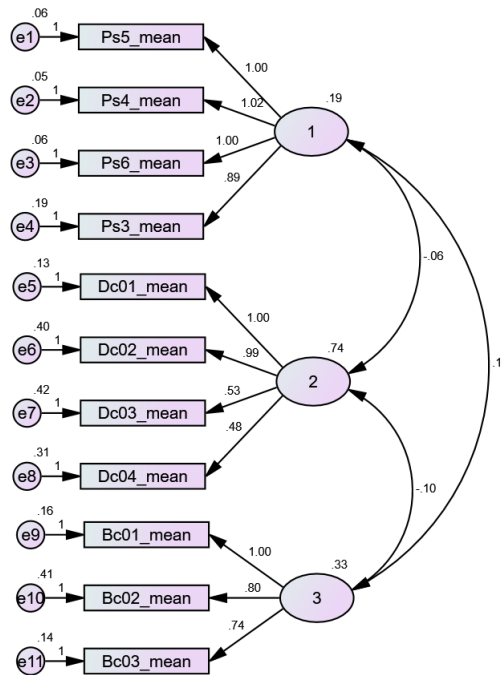 .06
e1 1 Ps5_mean
1.00
.05
e2 1 Ps4_mean
1.02
.19
1
.06
e3 1 Ps6_mean
1.00
.89
.19
e4 1 Ps3_mean
-.06
.13
e5 1 Dc01_mean
1.00
.40
e6 1 Dc02_mean
.99
.74
2
.1
.42
e7 1 Dc03_mean
.53
.48
.31
e8 1 Dc04_mean
-.10
.16
e9 1 Bc01_mean
1.00
.33
3
.41
e10 1 Bc02_mean
.80
.74
.14
e11 1 Bc03_mean